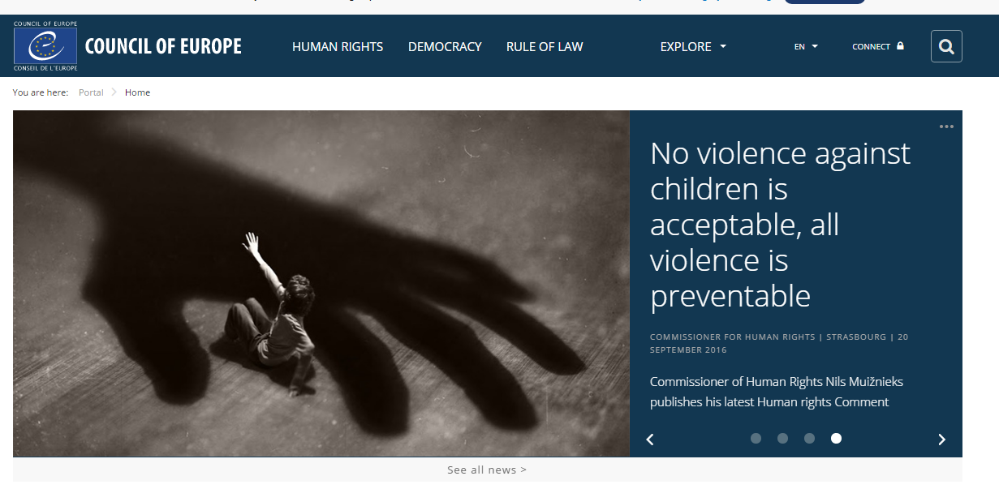 COUNCIL OF EUROPE
CONSEIL DE L'EUROPE
COUNCIL OF EUROPE
HUMAN RIGHTS
DEMOCRACY
RULE OF LAW
EXPLORE
EN
CONNECT
You are here: Portal Home
No violence against
children is
acceptable, all
violence is
preventable
COMMISSIONER FOR HUMAN RIGHTS | STRASBOURG | 20
SEPTEMBER 2016
Commissioner of Human Rights Nils Muižnieks
publishes his latest Human rights Comment
See all news >